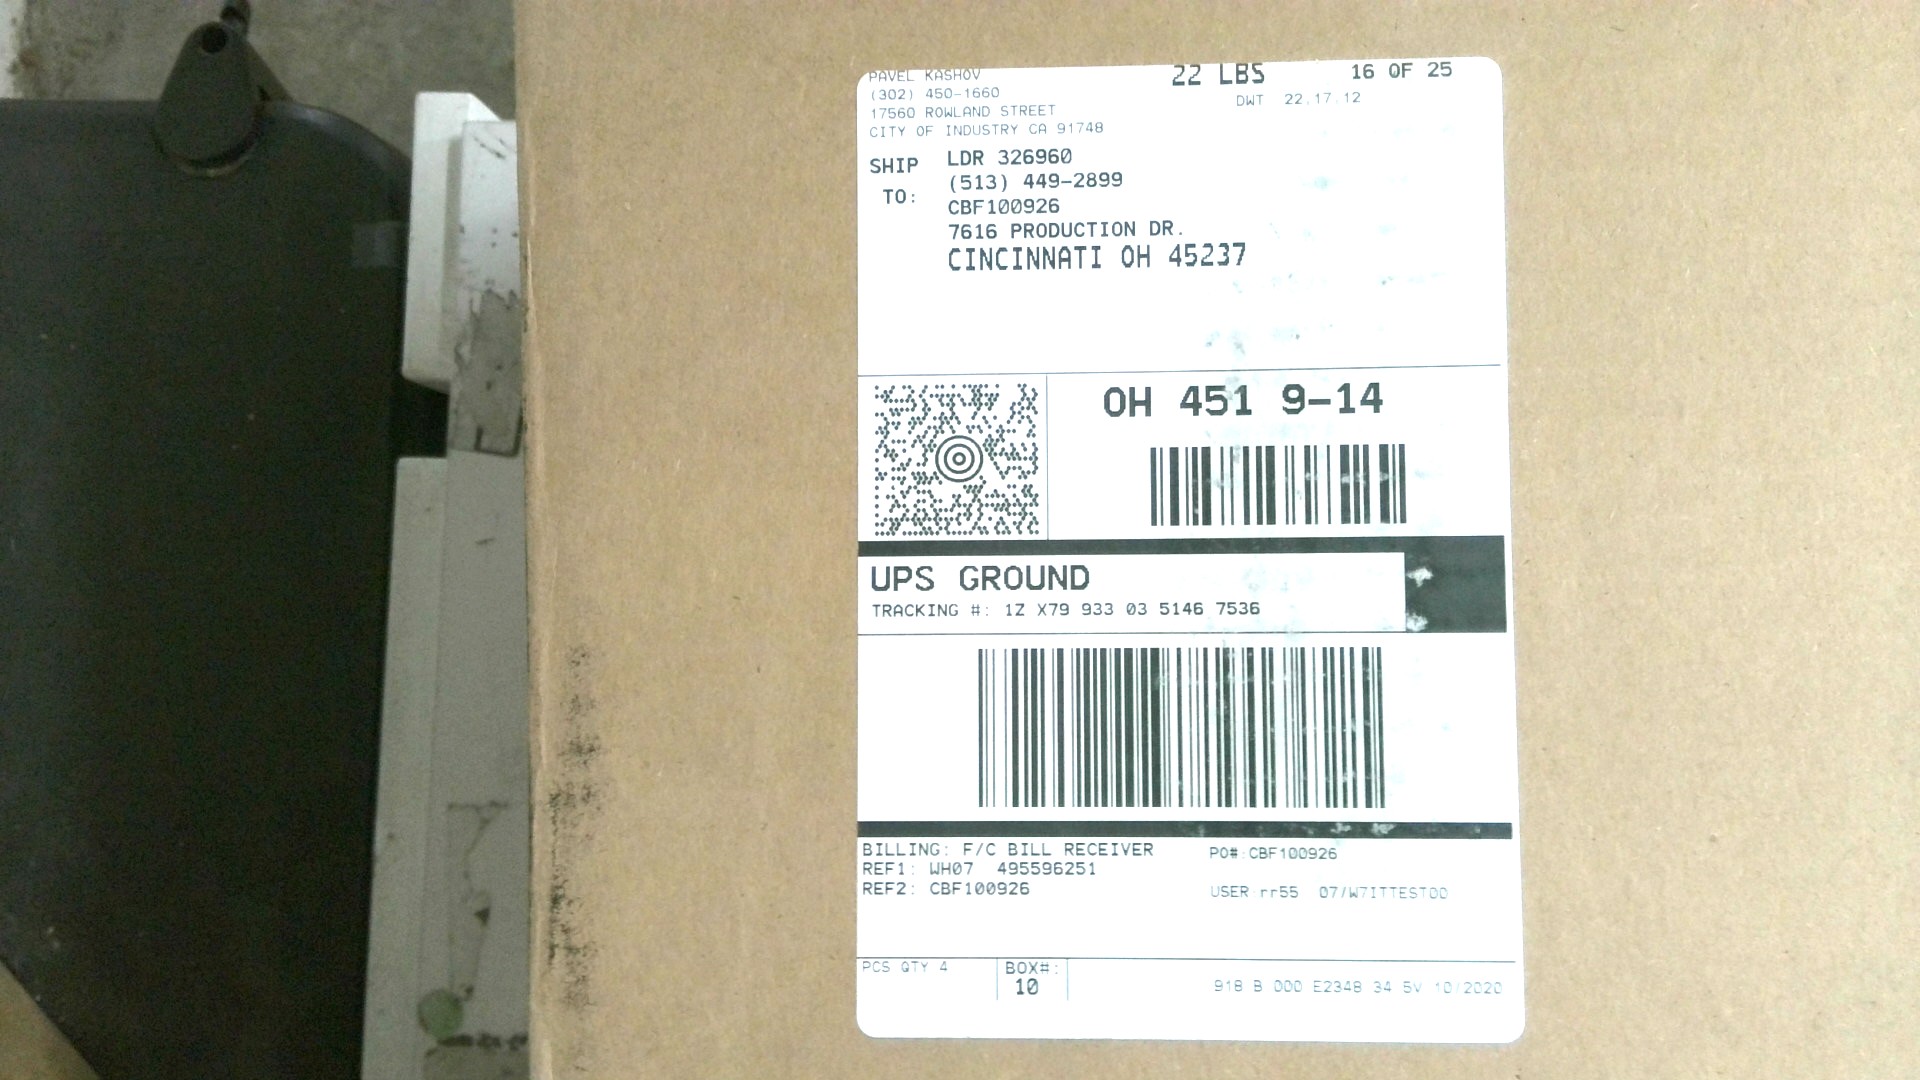 PAVEL KASHOV
(302) 450-1660
17560 ROWLAND STREET
CITY OF INDUSTRY CA 91748
22 LBS
16 OF 25
DWT 22,17,12
SHIP TO:
LDR 326960
(513) 449-2899
CBF100926
7616 PRODUCTION DR.
CINCINNATI OH 45237
OH 451 9-14
UPS GROUND
TRACKING #: 1Z X79 933 03 5146 7536
BILLING: F/C BILL RECEIVER
REF1: WH07 495596251
REF2: CBF100926
PO#:CBF100926
USER:rr55 07/W7ITTEST00
PCS QTY 4
BOX#:
10
918 B 000 E2348 34 5V 10/2020